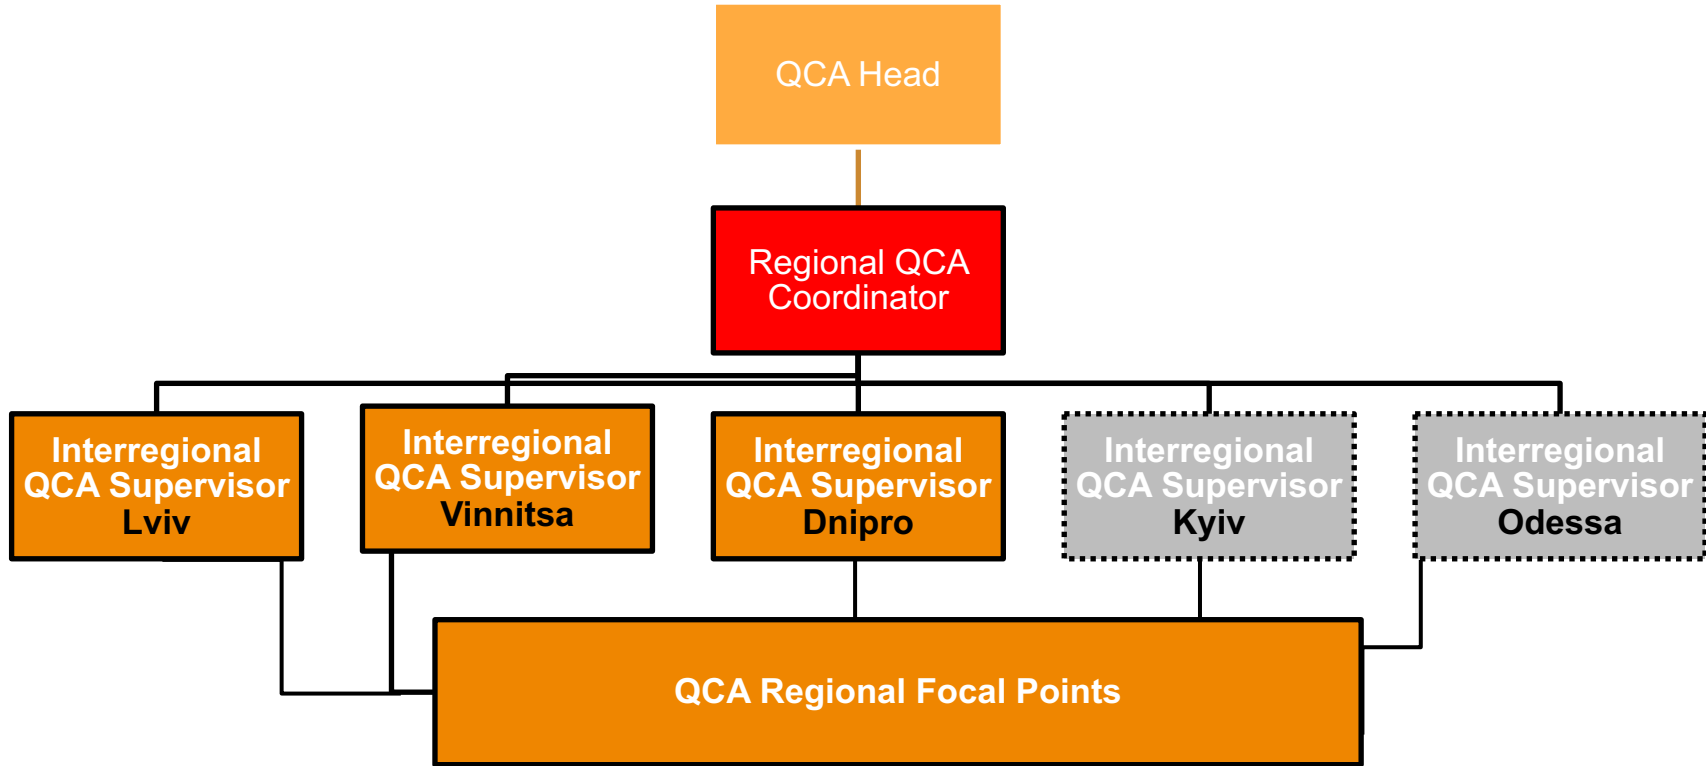 QCA Head
Regional QCA
Coordinator
Interregional
QCA Supervisor
Lviv
Interregional
QCA Supervisor
Vinnitsa
Interregional
QCA Supervisor
Dnipro
Interregional
QCA Supervisor
Kyiv
Interregional
QCA Supervisor
Odessa
QCA Regional Focal Points